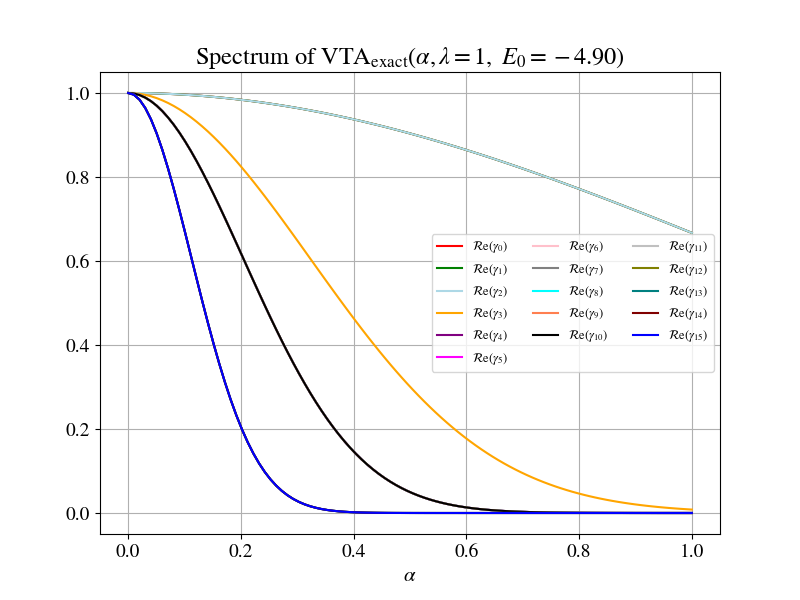 Spectrum of VTA_exact(α, λ = 1, E_0 = −4.90)
1.0
0.8
0.6
0.4
0.2
0.0
ℛe(γ_0) ℛe(γ_6) ℛe(γ_11)
ℛe(γ_1) ℛe(γ_7) ℛe(γ_12)
ℛe(γ_2) ℛe(γ_8) ℛe(γ_13)
ℛe(γ_3) ℛe(γ_9) ℛe(γ_14)
ℛe(γ_4) ℛe(γ_10) ℛe(γ_15)
ℛe(γ_5)
0.0 0.2 0.4 0.6 0.8 1.0
α